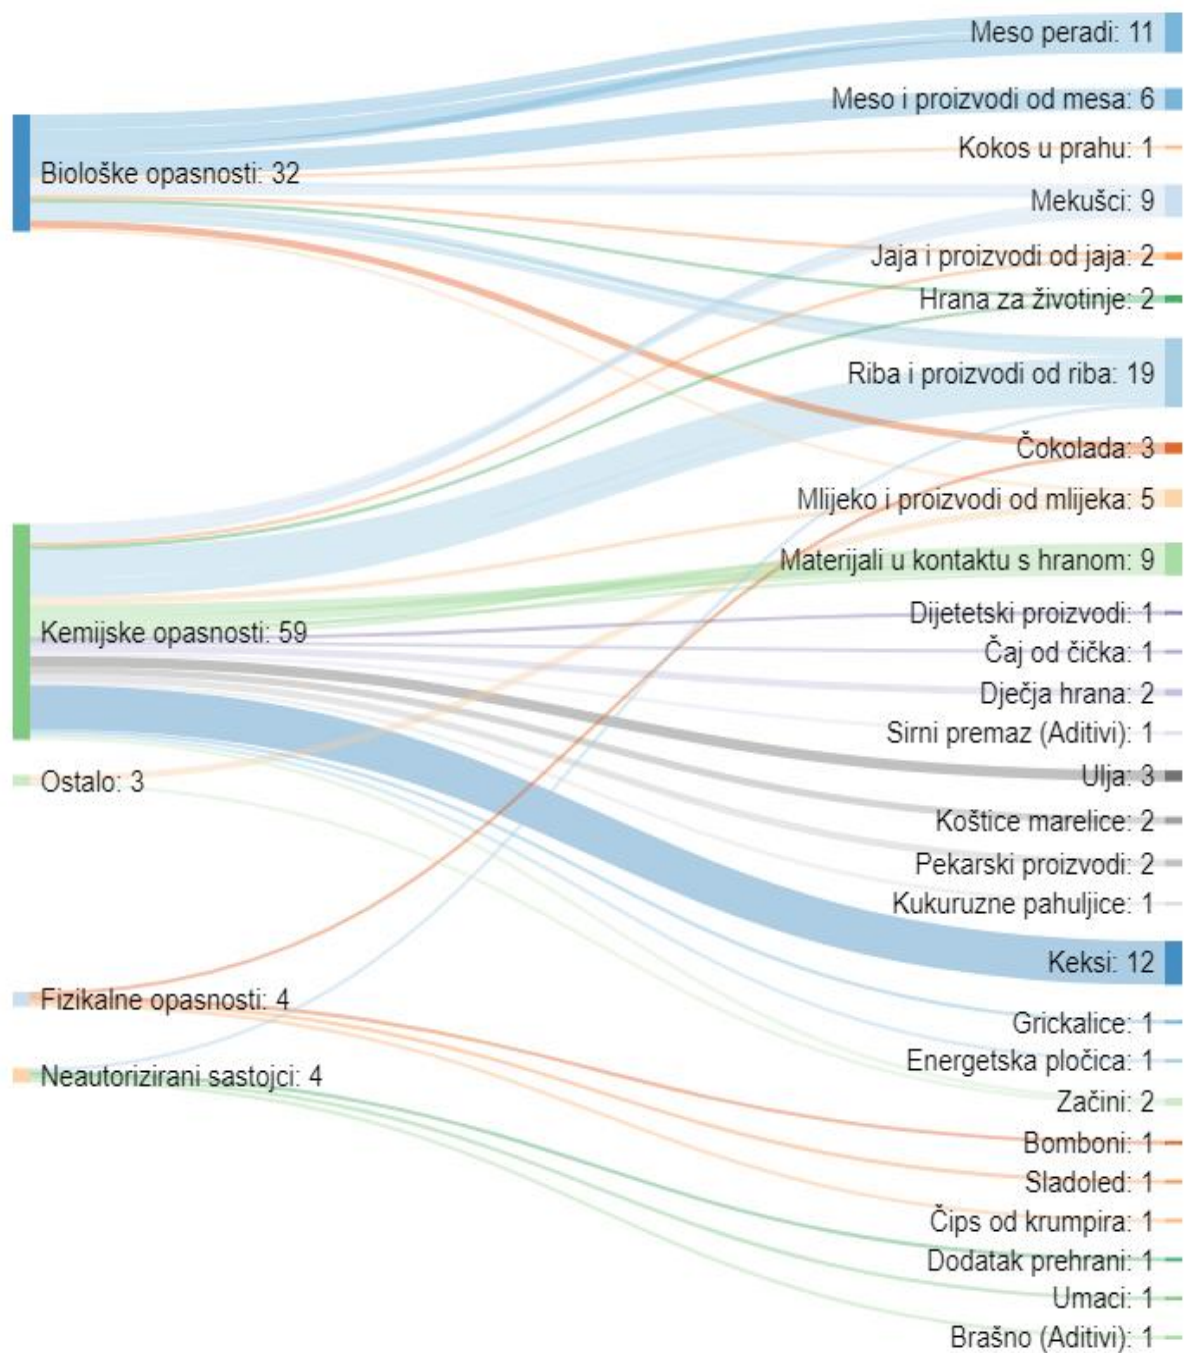 Biološke opasnosti: 32
Kemijske opasnosti: 59
Ostalo: 3
Fizikalne opasnosti: 4
Neautorizirani sastojci: 4
Meso peradi: 11
Meso i proizvodi od mesa: 6
Kokos u prahu: 1
Mekušci: 9
Jaja i proizvodi od jaja: 2
Hrana za životinje: 2
Riba i proizvodi od riba: 19
Čokolada: 3
Mlijeko i proizvodi od mlijeka: 5
Materijali u kontaktu s hranom: 9
Dijetetski proizvodi: 1
Čaj od čička: 1
Dječja hrana: 2
Sirni premaz (Aditivi): 1
Ulja: 3
Koštice marelice: 2
Pekarski proizvodi: 2
Kukuruzne pahuljice: 1
Keksi: 12
Grickalice: 1
Energetska pločica: 1
Začini: 2
Bomboni: 1
Sladoled: 1
Čips od krumpira: 1
Dodatak prehrani: 1
Umaci: 1
Brašno (Aditivi): 1